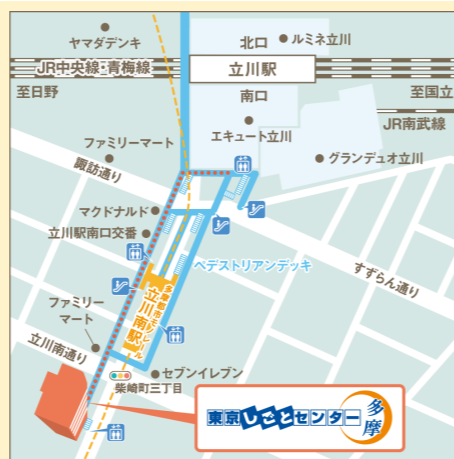 ヤマダデンキ
北口
ルミネ立川
JR中央線・青梅線
立川駅
至日野
南口
至国立
JR南武線
エキュート立川
ファミリーマート
グランデュオ立川
諏訪通り
マクドナルド
立川駅南口交番
ペデストリアンデッキ
すずらん通り
多摩都市モノレール
立川南駅
ファミリー
マート
立川南通り
セブンイレブン
柴崎町三丁目
東京しごとセンター多摩